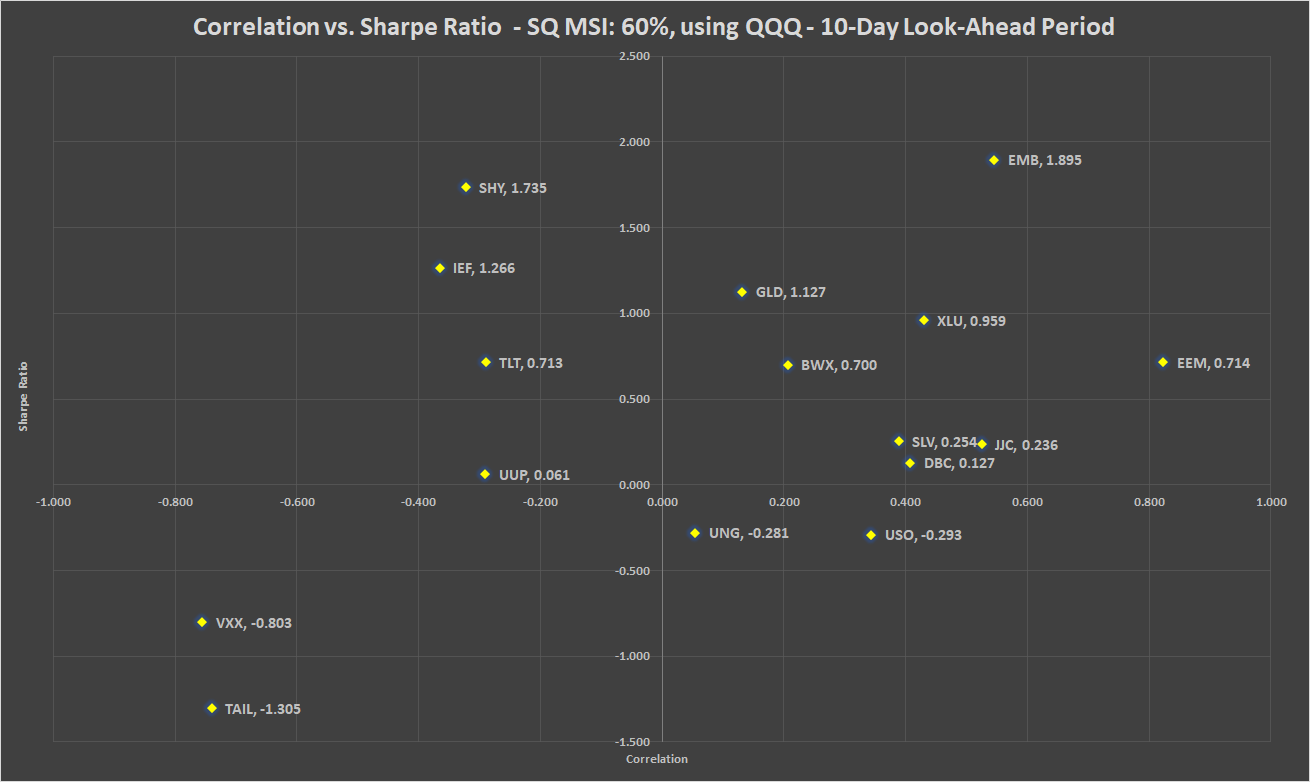 Correlation vs. Sharpe Ratio - SQ MSI: 60%, using QQQ - 10-Day Look-Ahead Period
2.500
2.000
EMB, 1.895
SHY, 1.735
1.500
IEF, 1.266
GLD, 1.127
1.000
XLU, 0.959
TLT, 0.713
BWX, 0.700
EEM, 0.714
Sharpe Ratio
0.500
SLV, 0.254
JJC, 0.236
DBC, 0.127
UUP, 0.061
0.000
-1.000 -0.800 -0.600 -0.400 -0.200 0.000 0.200 0.400 0.600 0.800 1.000
UNG, -0.281
USO, -0.293
-0.500
VXX, -0.803
-1.000
TAIL, -1.305
-1.500
Correlation